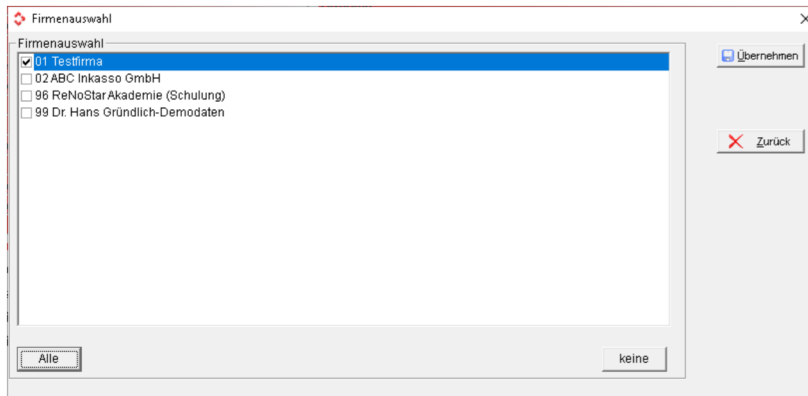 Firmenauswahl
Firmenauswahl
01 Testfirma
02 ABC Inkasso GmbH
96 ReNoStar Akademie (Schulung)
99 Dr. Hans Gründlich-Demodaten
Übernehmen
Zurück
Alle
keine